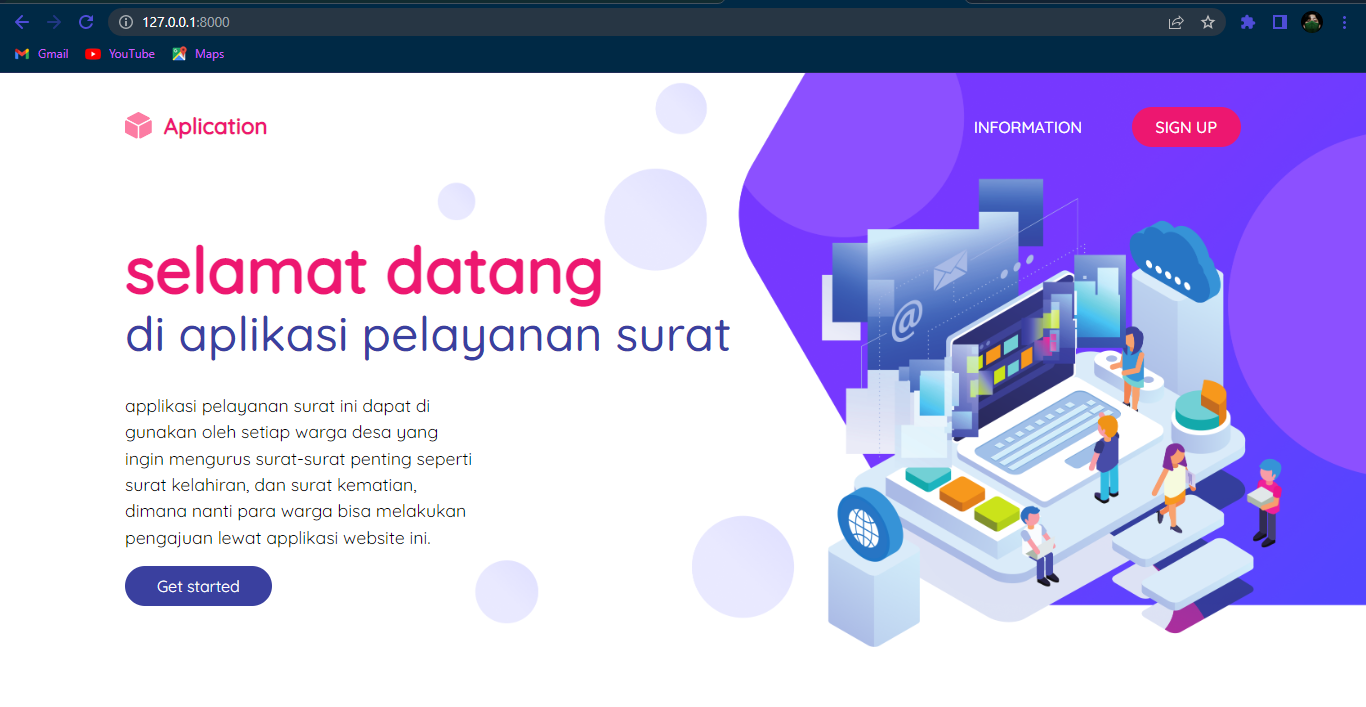 127.0.0.1:8000
Gmail YouTube Maps
Aplication
INFORMATION SIGN UP
selamat datang
di aplikasi pelayanan surat
applikasi pelayanan surat ini dapat di
gunakan oleh setiap warga desa yang
ingin mengurus surat-surat penting seperti
surat kelahiran, dan surat kematian,
dimana nanti para warga bisa melakukan
pengajuan lewat applikasi website ini.
Get started
@